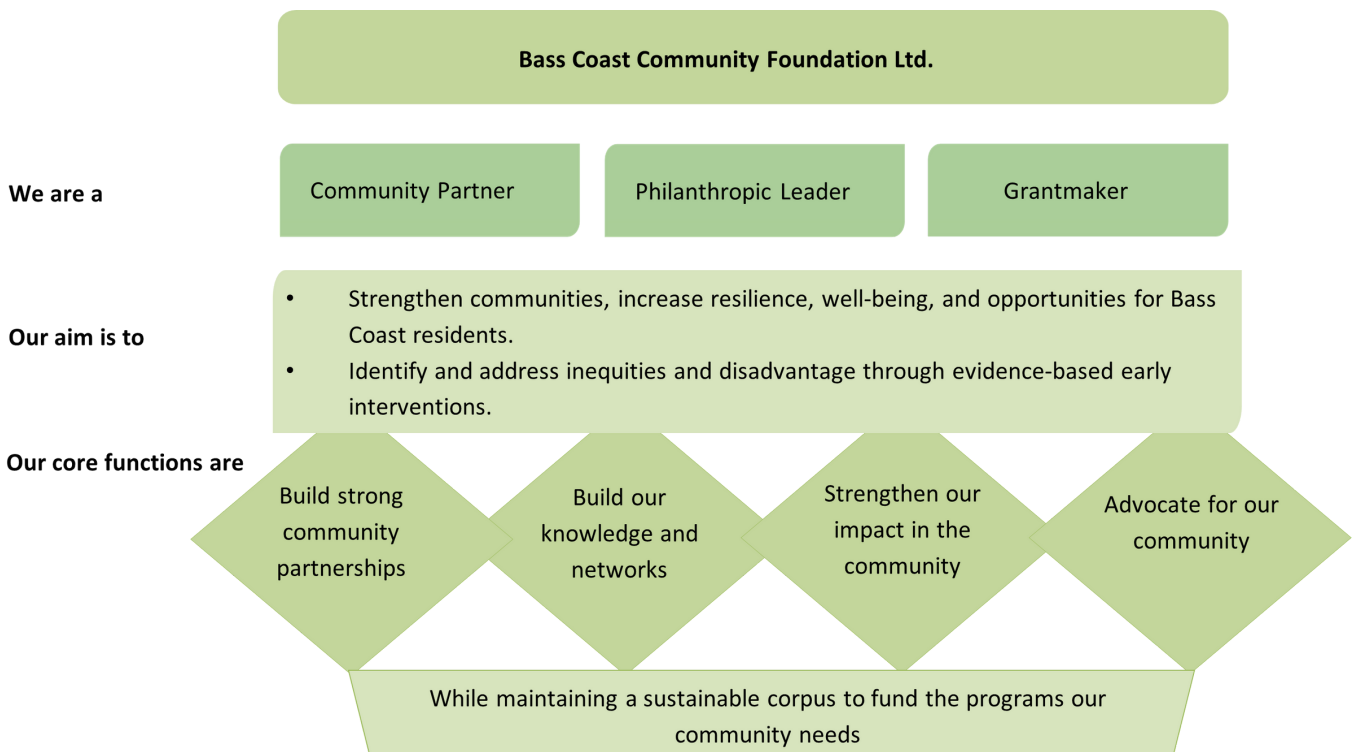 Bass Coast Community Foundation Ltd.
We are a
Community Partner
Philanthropic Leader
Grantmaker
Our aim is to
• Strengthen communities, increase resilience, well-being, and opportunities for Bass
Coast residents.
• Identify and address inequities and disadvantage through evidence-based early
interventions.
Our core functions are
Build strong
community
partnerships
Build our
knowledge and
networks
Strengthen our
impact in the
community
Advocate for our
community
While maintaining a sustainable corpus to fund the programs our
community needs